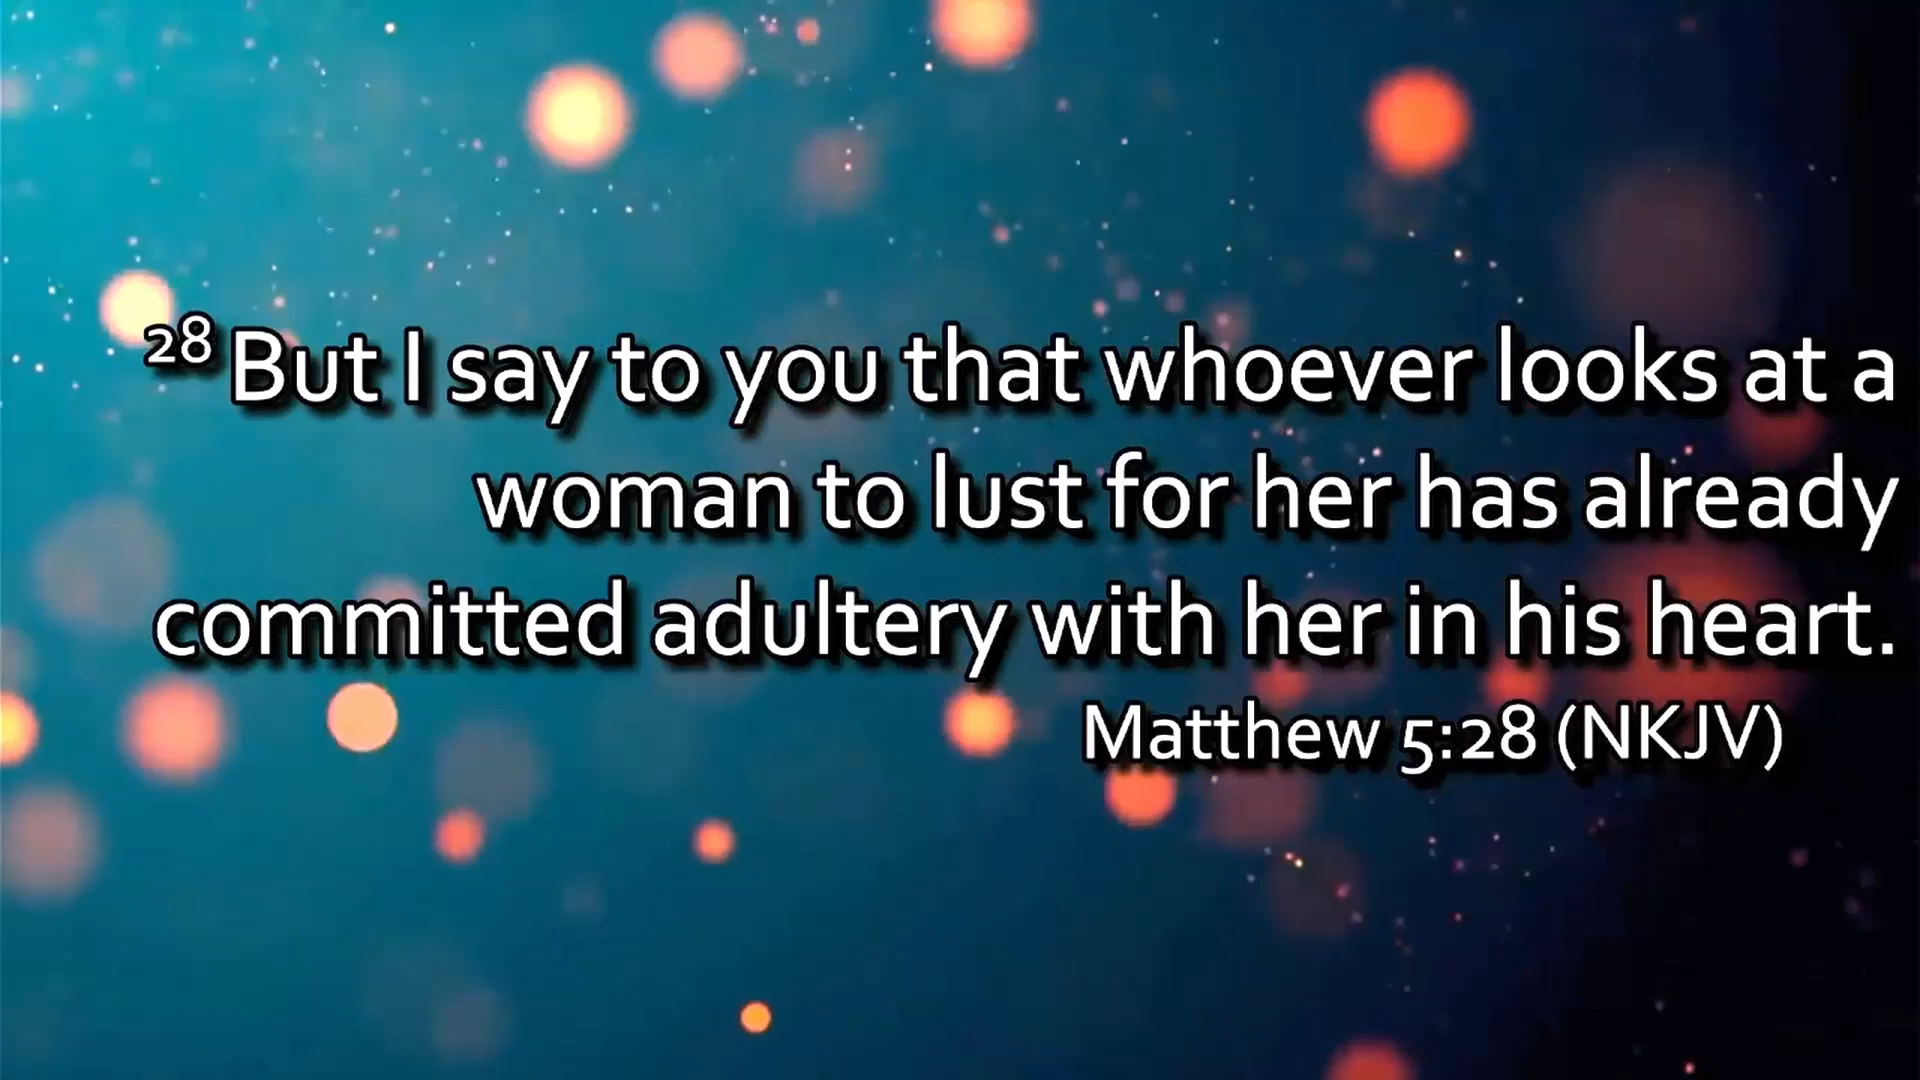 28 But I say to you that whoever looks at a
woman to lust for her has already
committed adultery with her in his heart.
Matthew 5:28 (NKJV)